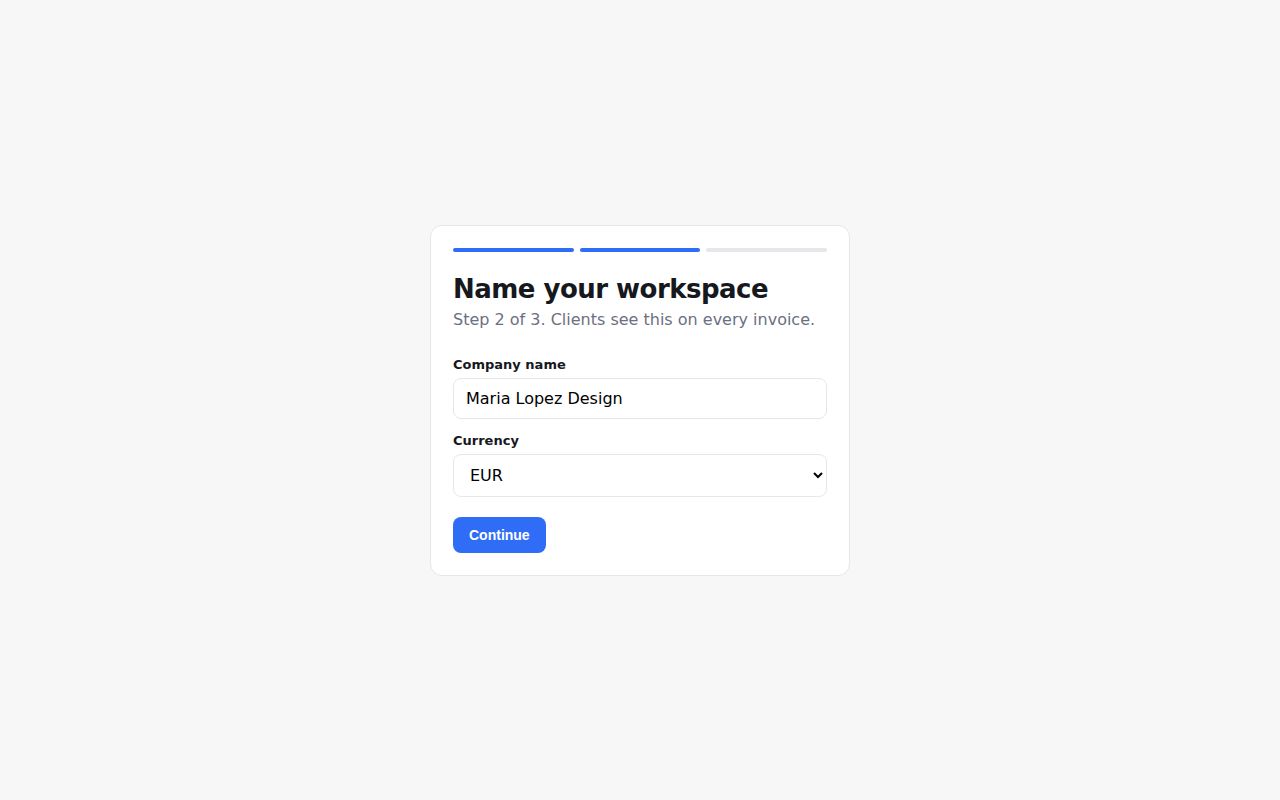 Name your workspace
Step 2 of 3. Clients see this on every invoice.
Company name
Maria Lopez Design
Currency
EUR
Continue